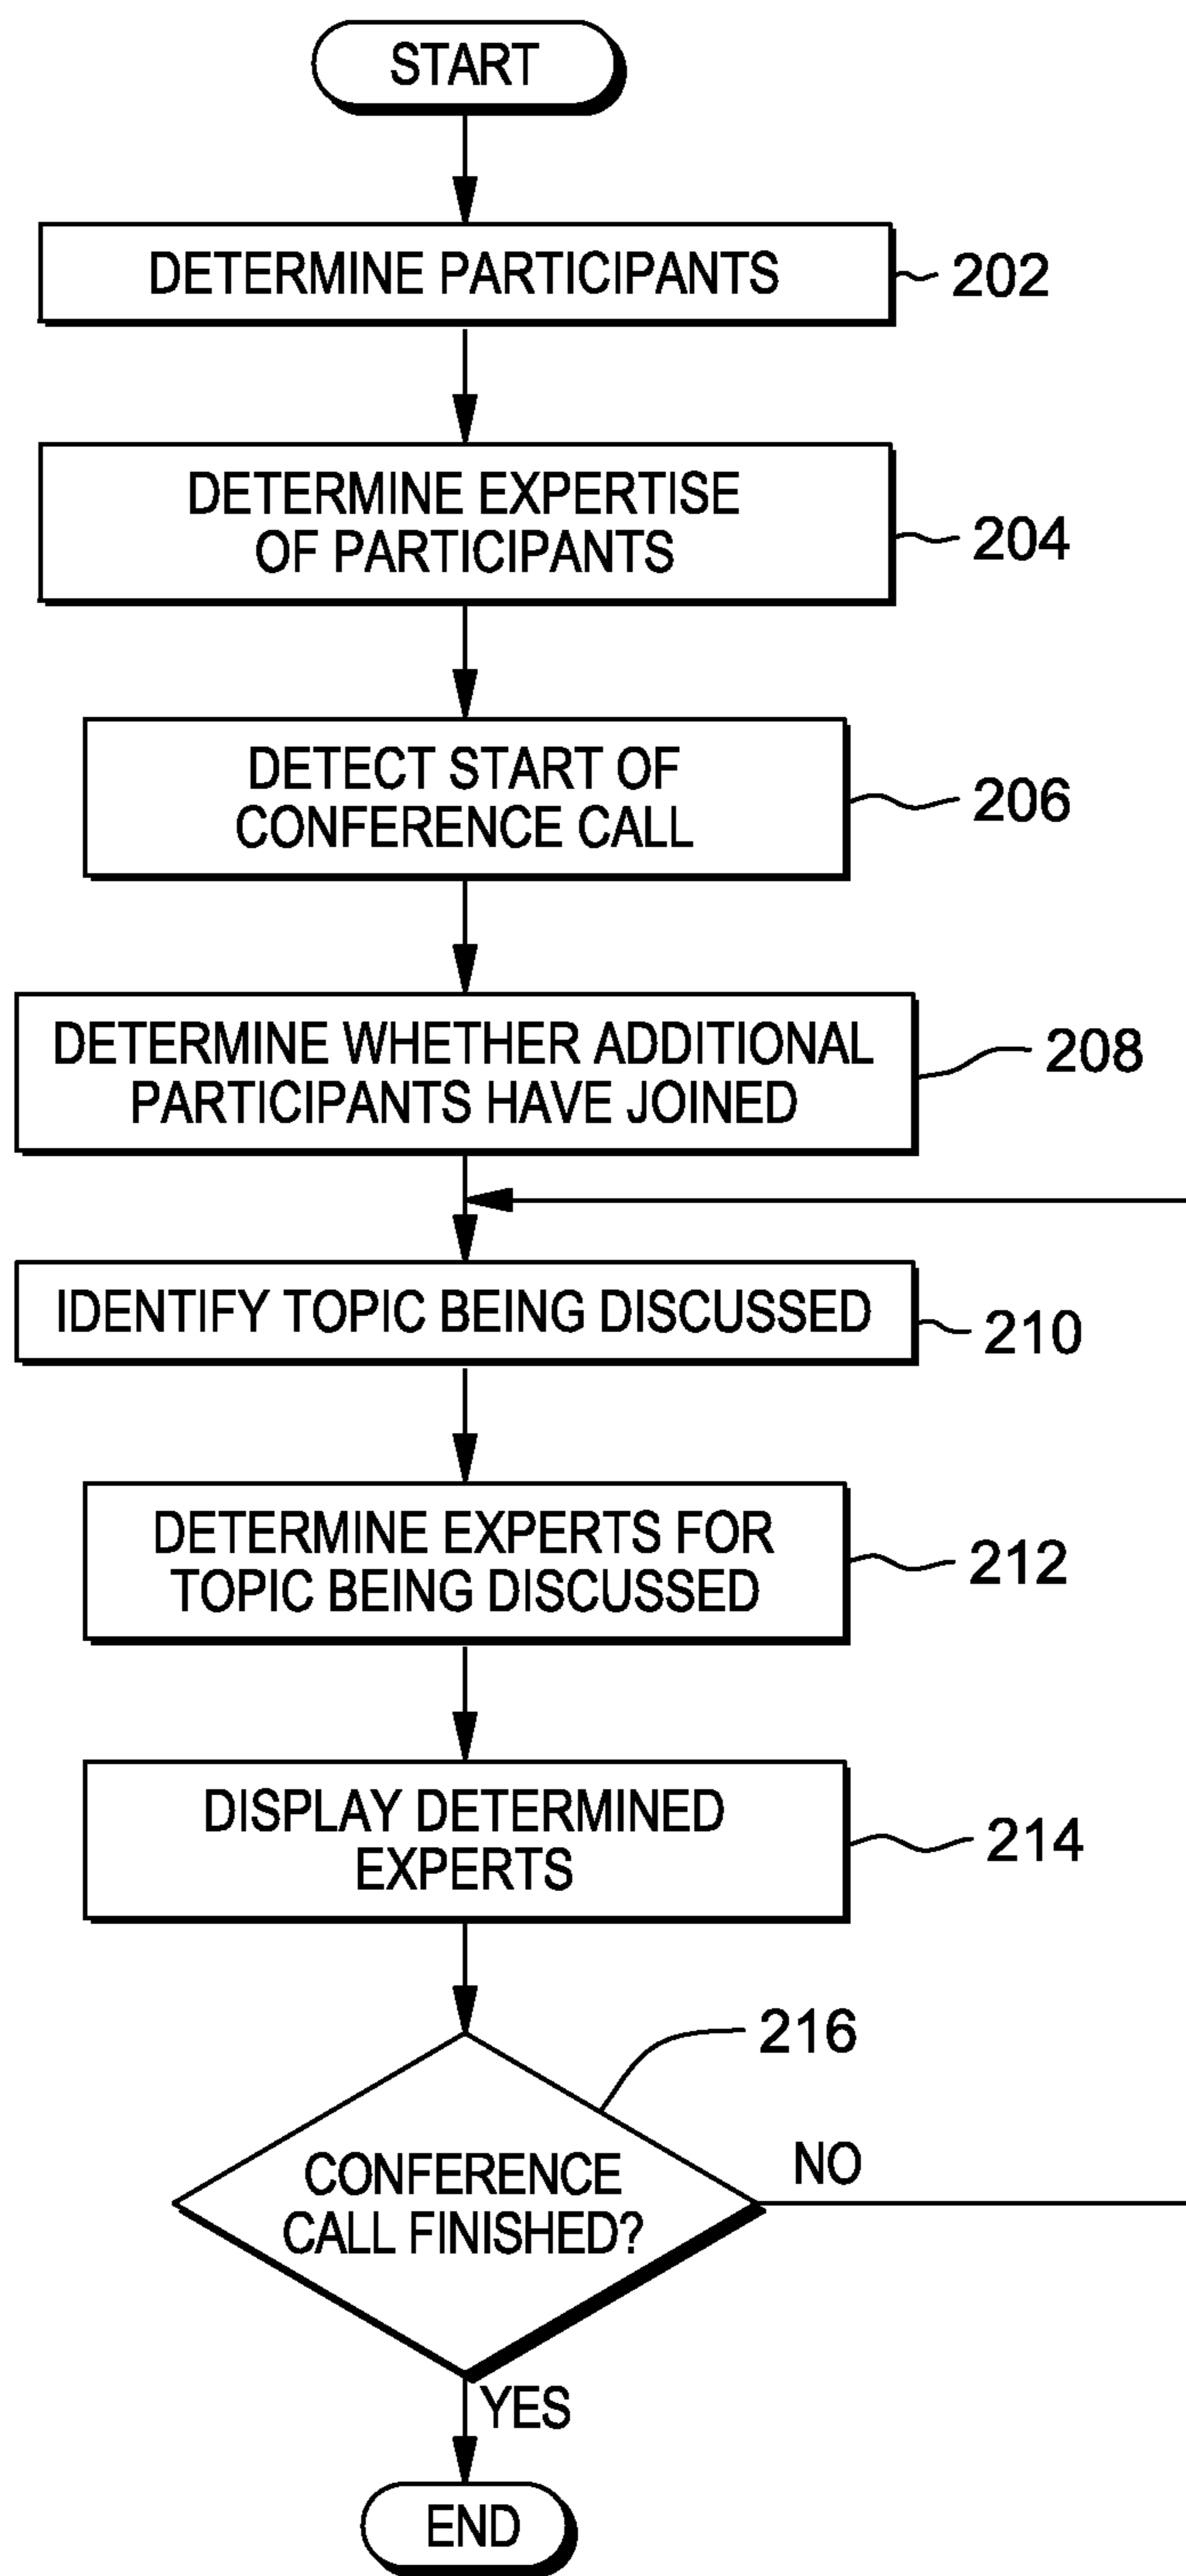 START
DETERMINE PARTICIPANTS
202
DETERMINE EXPERTISE
OF PARTICIPANTS
204
DETECT START OF
CONFERENCE CALL
206
DETERMINE WHETHER ADDITIONAL
PARTICIPANTS HAVE JOINED
208
IDENTIFY TOPIC BEING DISCUSSED
210
DETERMINE EXPERTS FOR
TOPIC BEING DISCUSSED
212
DISPLAY DETERMINED
EXPERTS
214
216
CONFERENCE
CALL FINISHED?
NO
YES
END